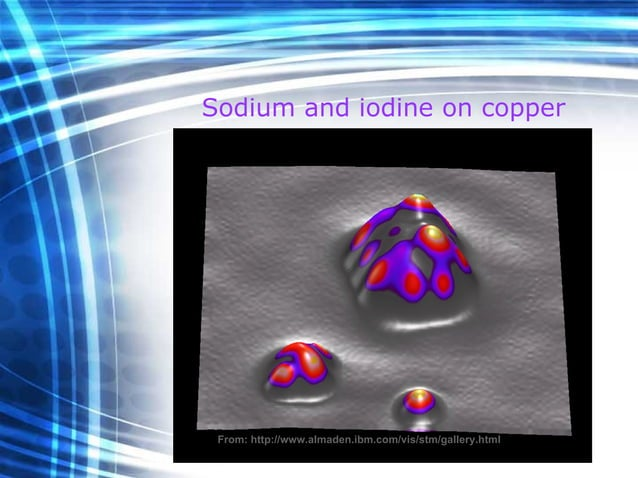 Sodium and iodine on copper
From: http://www.almaden.ibm.com/vis/stm/gallery.html